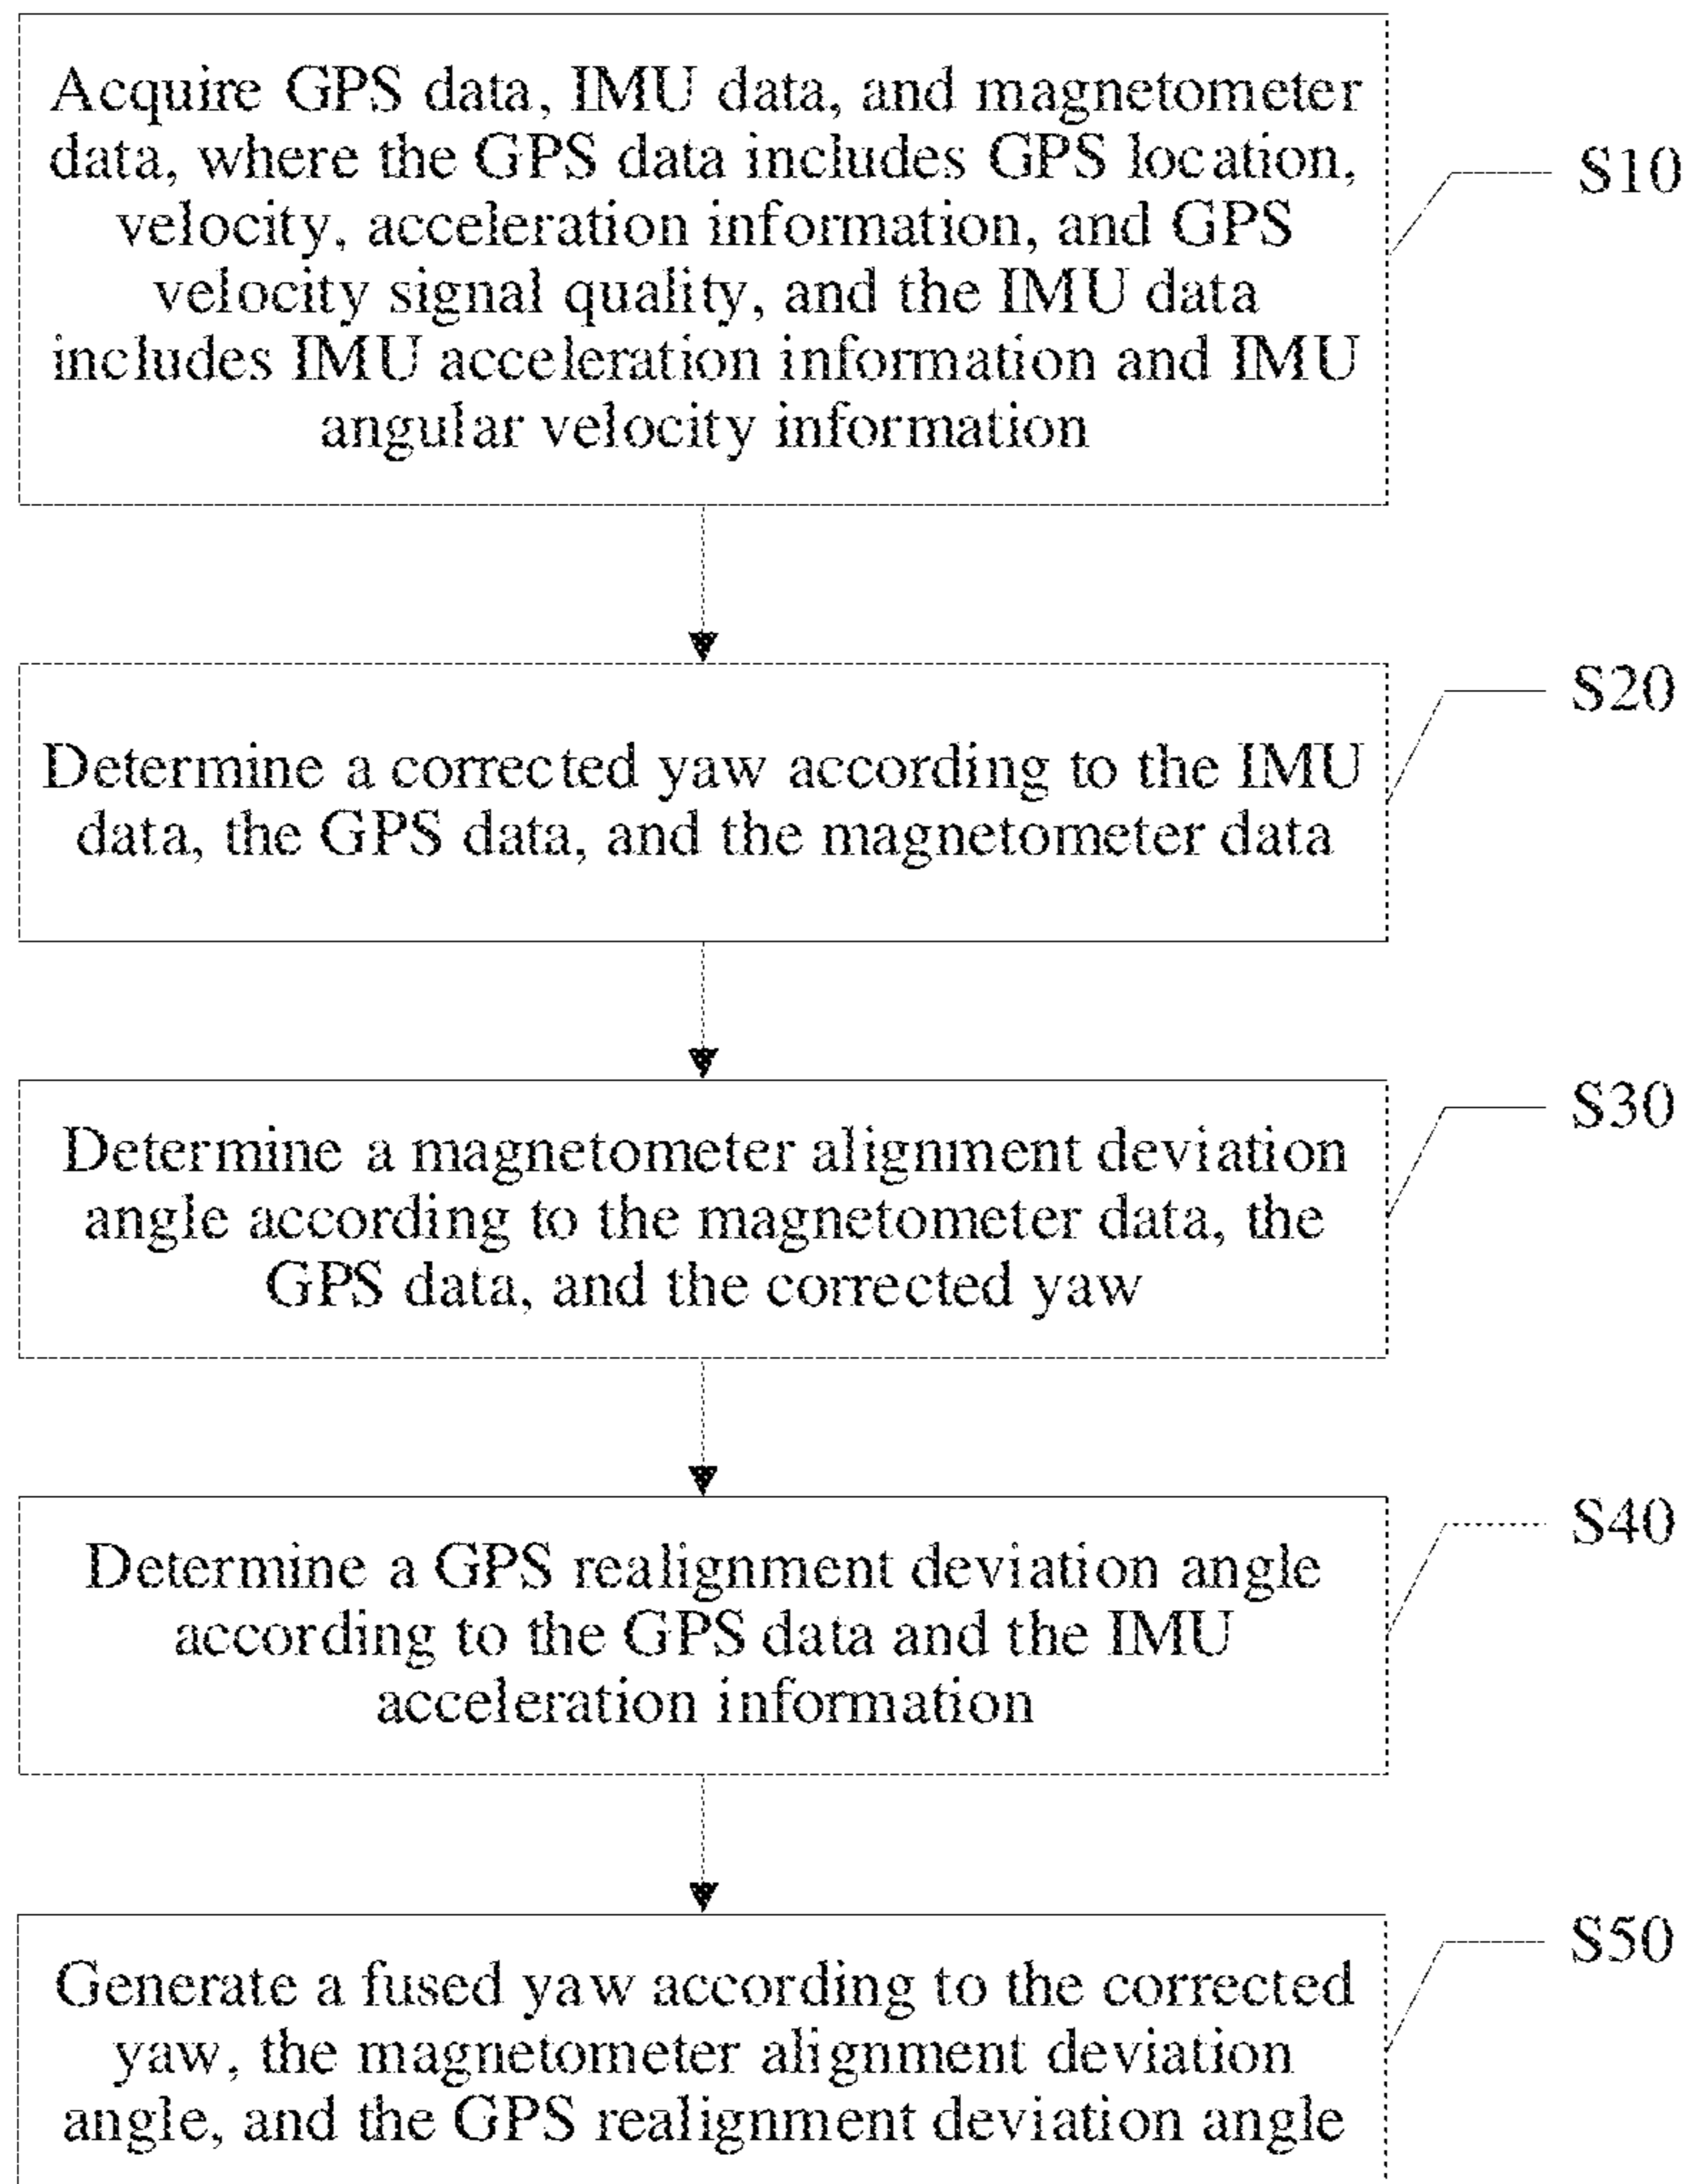 Acquire GPS data, IMU data, and magnetometer
data, where the GPS data includes GPS location,
velocity, acceleration information, and GPS
velocity signal quality, and the IMU data
includes IMU acceleration information and IMU
angular velocity information
S10
Determine a corrected yaw according to the IMU
data, the GPS data, and the magnetometer data
S20
Determine a magnetometer alignment deviation
angle according to the magnetometer data, the
GPS data, and the corrected yaw
S30
Determine a GPS realignment deviation angle
according to the GPS data and the IMU
acceleration information
S40
Generate a fused yaw according to the corrected
yaw, the magnetometer alignment deviation
angle, and the GPS realignment deviation angle
S50